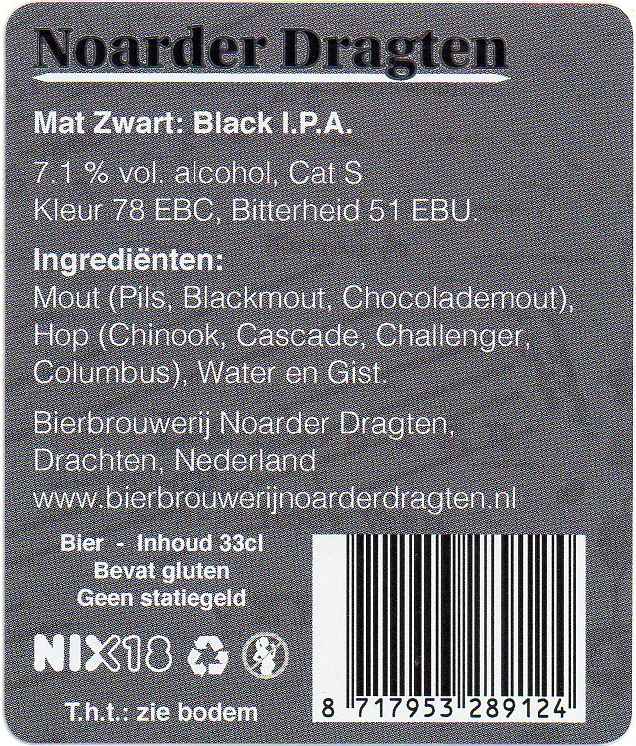 Noarder Dragten
Mat Zwart: Black I.P.A.
7.1 % vol. alcohol, Cat S
Kleur 78 EBC, Bitterheid 51 EBU.
Ingrediënten:
Mout (Pils, Blackmout, Chocolademout),
Hop (Chinook, Cascade, Challenger,
Columbus), Water en Gist.
Bierbrouwerij Noarder Dragten,
Drachten, Nederland
www.bierbrouwerijnoarderdragten.nl
Bier - Inhoud 33cl
Bevat gluten
Geen statiegeld
NIX18
T.h.t.: zie bodem
8 717953 289124